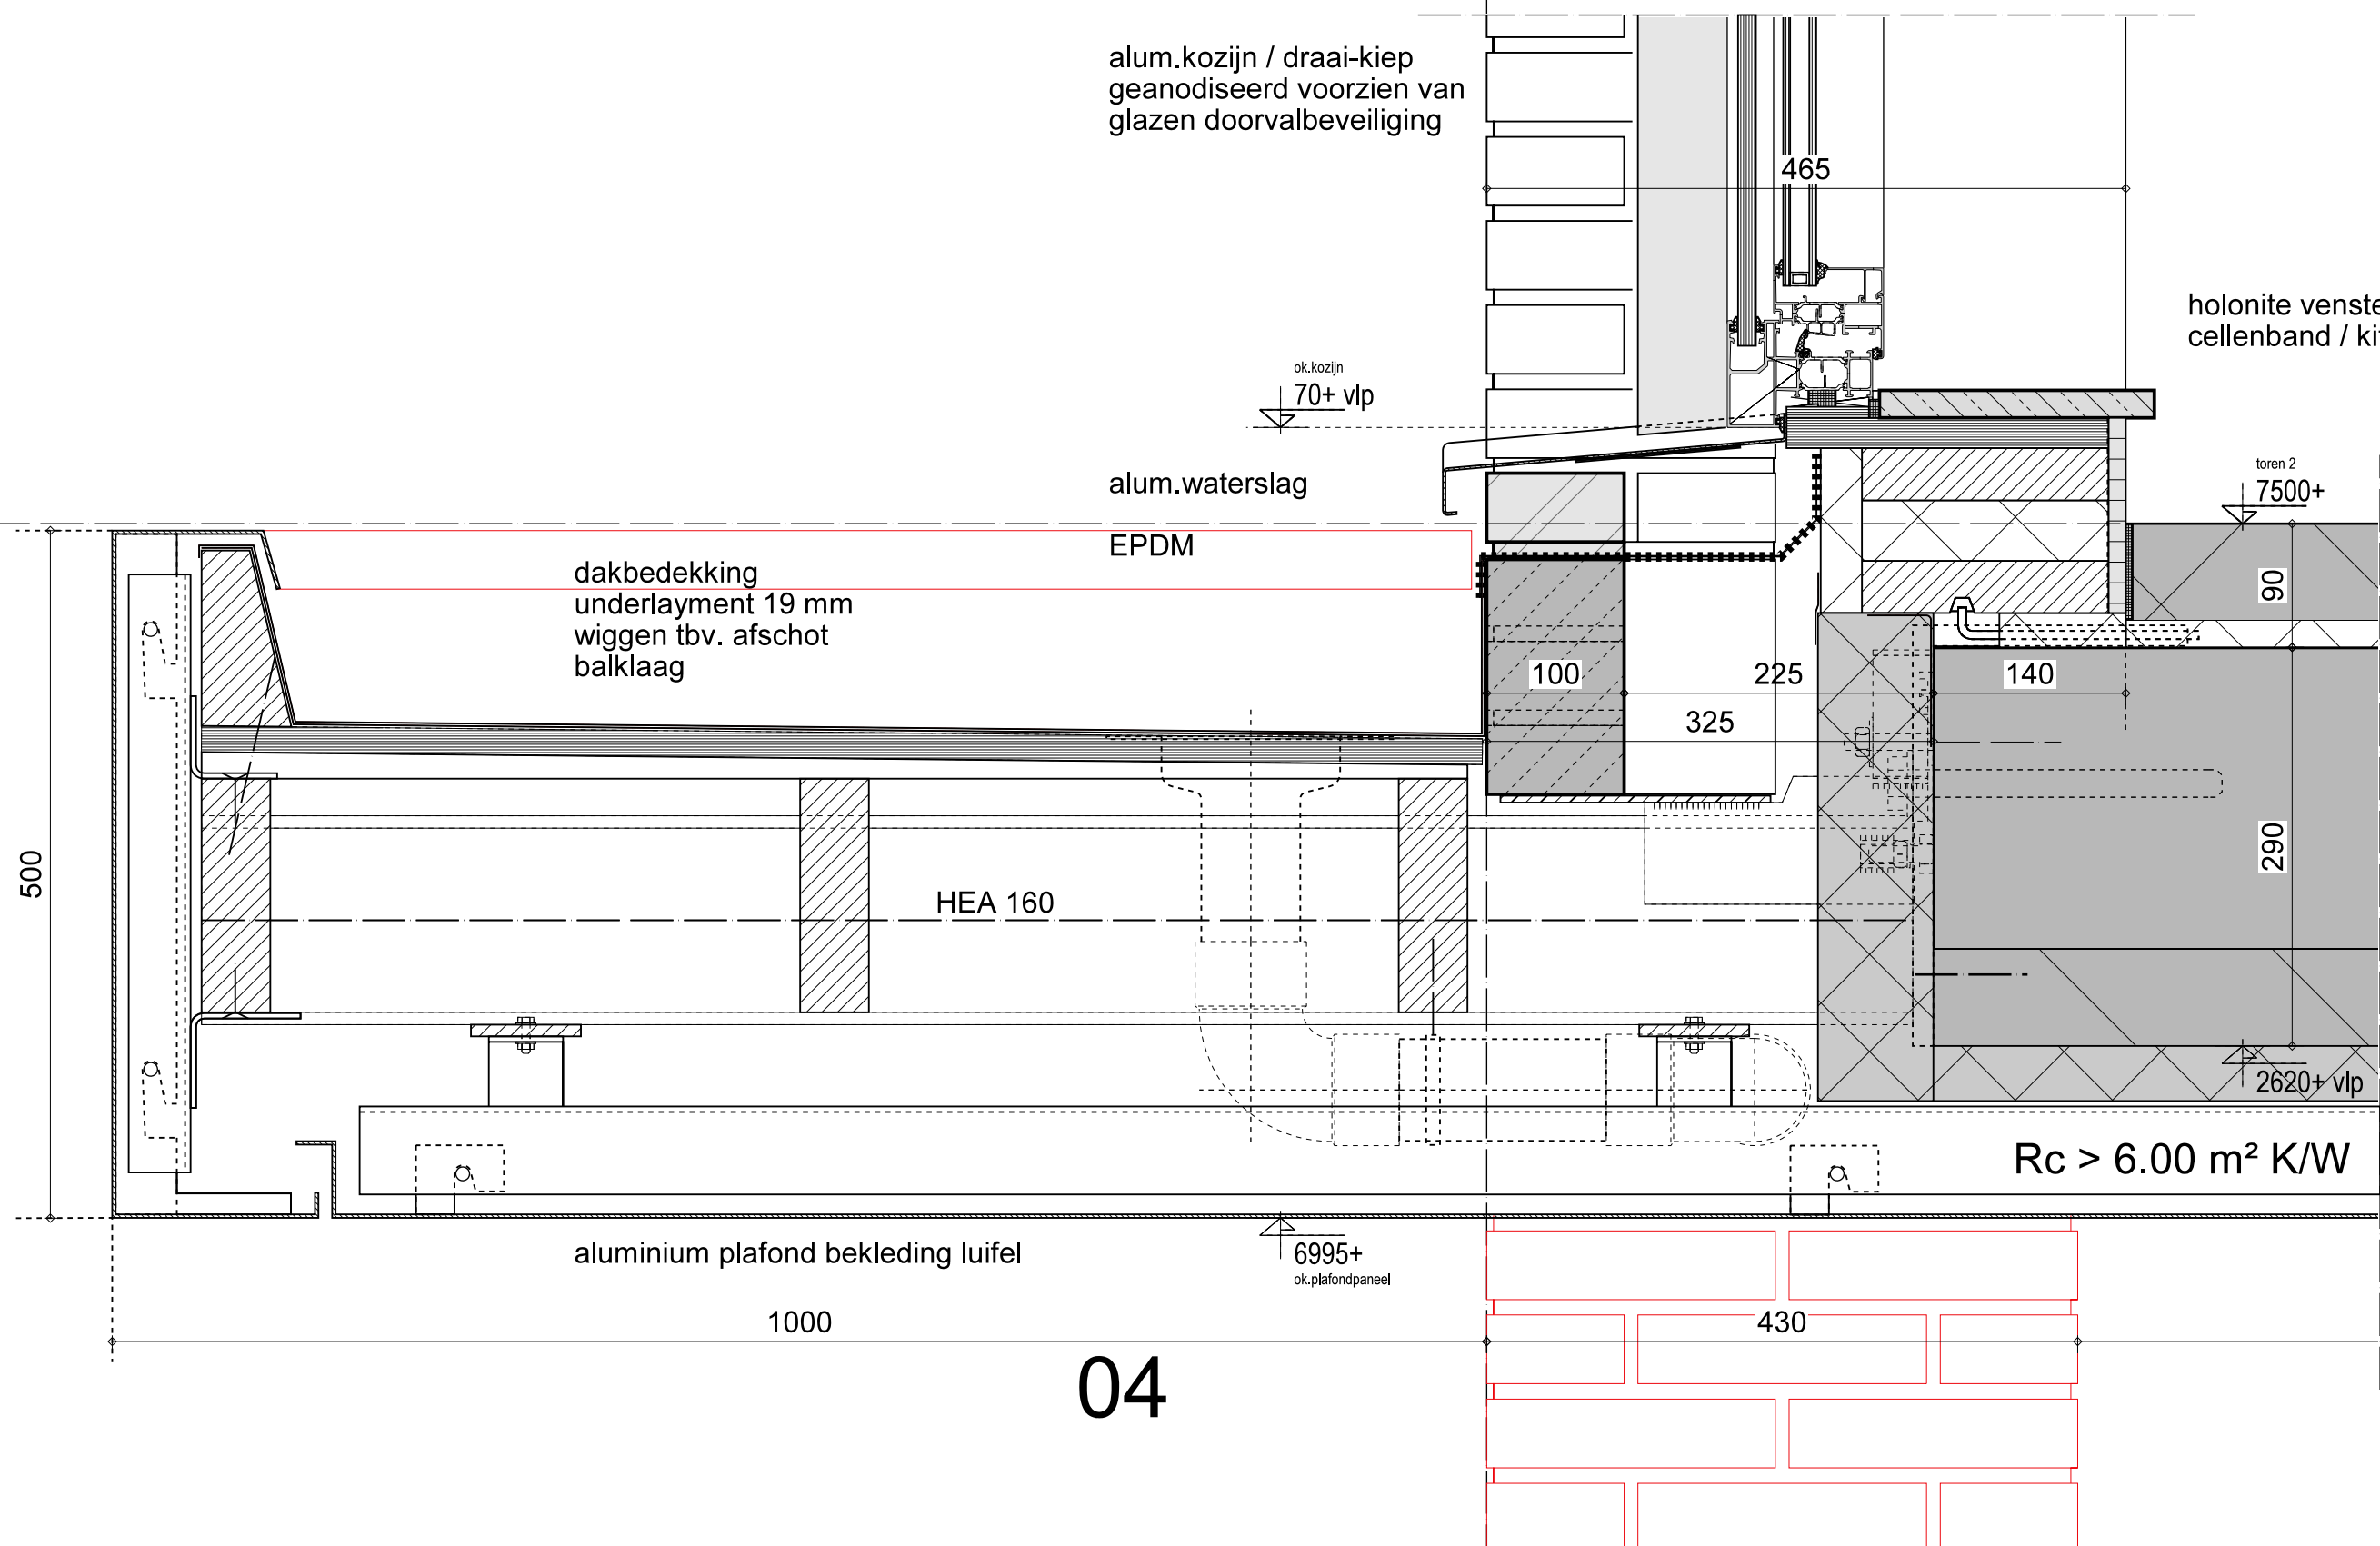 alum.kozijn / draai-kiep
geanodiseerd voorzien van
glazen doorvalbeveiliging
465
holonite venste
cellenband / ki
ok.kozijn
70+ vlp
alum.waterslag
toren 2
7500+
EPDM
dakbedekking
underlayment 19 mm
wiggen tbv. afschot
balklaag
90
100
225
140
325
290
500
HEA 160
2620+ vlp
Rc > 6.00 m² K/W
aluminium plafond bekleding luifel
6995+
ok.plafondpaneel
1000
430
04